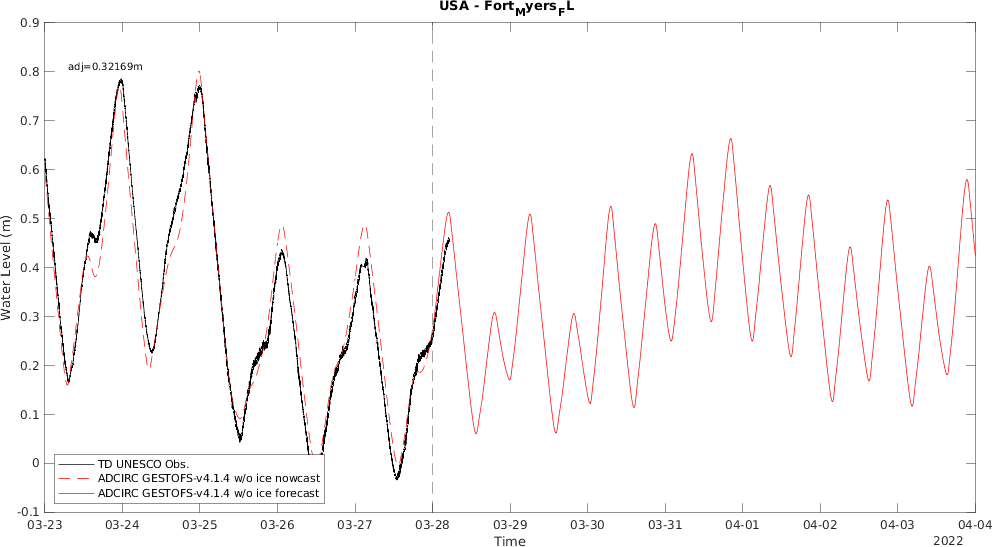 USA - Fort_Myers_FL
0.9
0.8
0.7
0.6
0.5
0.4
0.3
0.2
0.1
0
-0.1
Water Level (m)
adj=0.32169m
TD UNESCO Obs.
ADCIRC GESTOFS-v4.1.4 w/o ice nowcast
ADCIRC GESTOFS-v4.1.4 w/o ice forecast
03-23 03-24 03-25 03-26 03-27 03-28 03-29 03-30 03-31 04-01 04-02 04-03 04-04
Time
2022